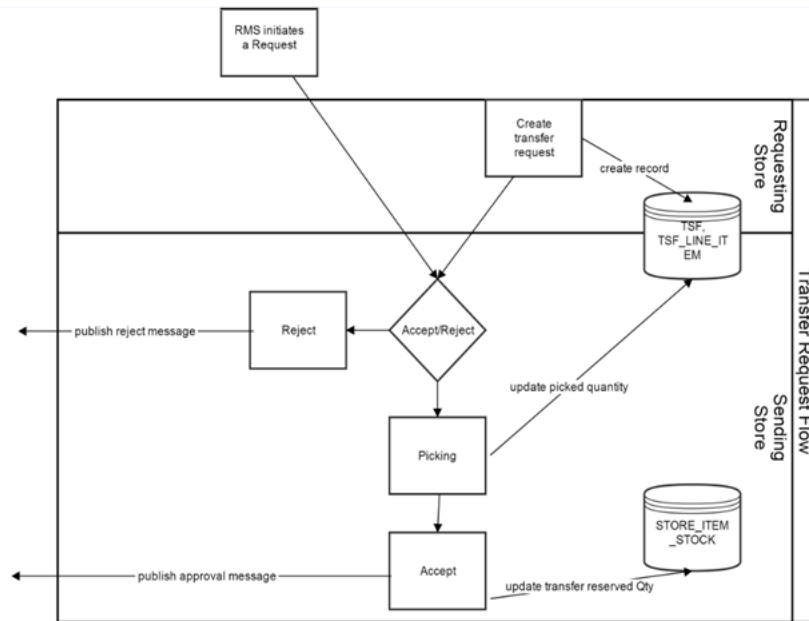 RMS initiates
a Request
Create
transfer
request
Requesting
Store
create record
TSF,
TSF_LINE_IT
EM
Transfer Request Flow
Accept/Reject
Reject
publish reject message
update picked quantity
Sending
Store
Picking
STORE_ITEM
_STOCK
Accept
publish approval message
update transfer reserved Qty